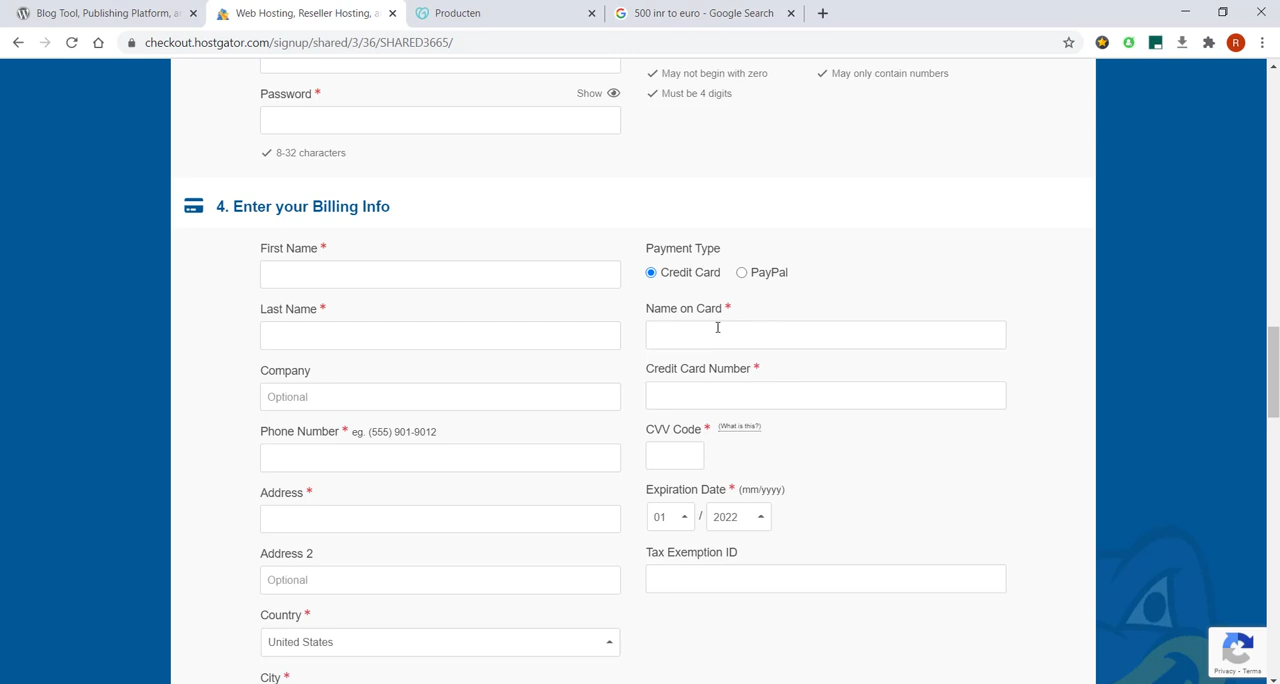 Blog Tool, Publishing Platform, a
Web Hosting, Reseller Hosting, a
Producten
500 inr to euro - Google Search
checkout.hostgator.com/signup/shared/3/36/SHARED3665/
R
May not begin with zero
May only contain numbers
Password *
Show
Must be 4 digits
8-32 characters
4. Enter your Billing Info
First Name *
Payment Type
Credit Card
PayPal
Last Name *
Name on Card *
Company
Optional
Credit Card Number *
Phone Number * eg. (555) 901-9012
CVV Code * (What is this?)
Address *
Expiration Date * (mm/yyyy)
01 / 2022
Address 2
Optional
Tax Exemption ID
Country *
United States
City *
Privacy - Terms